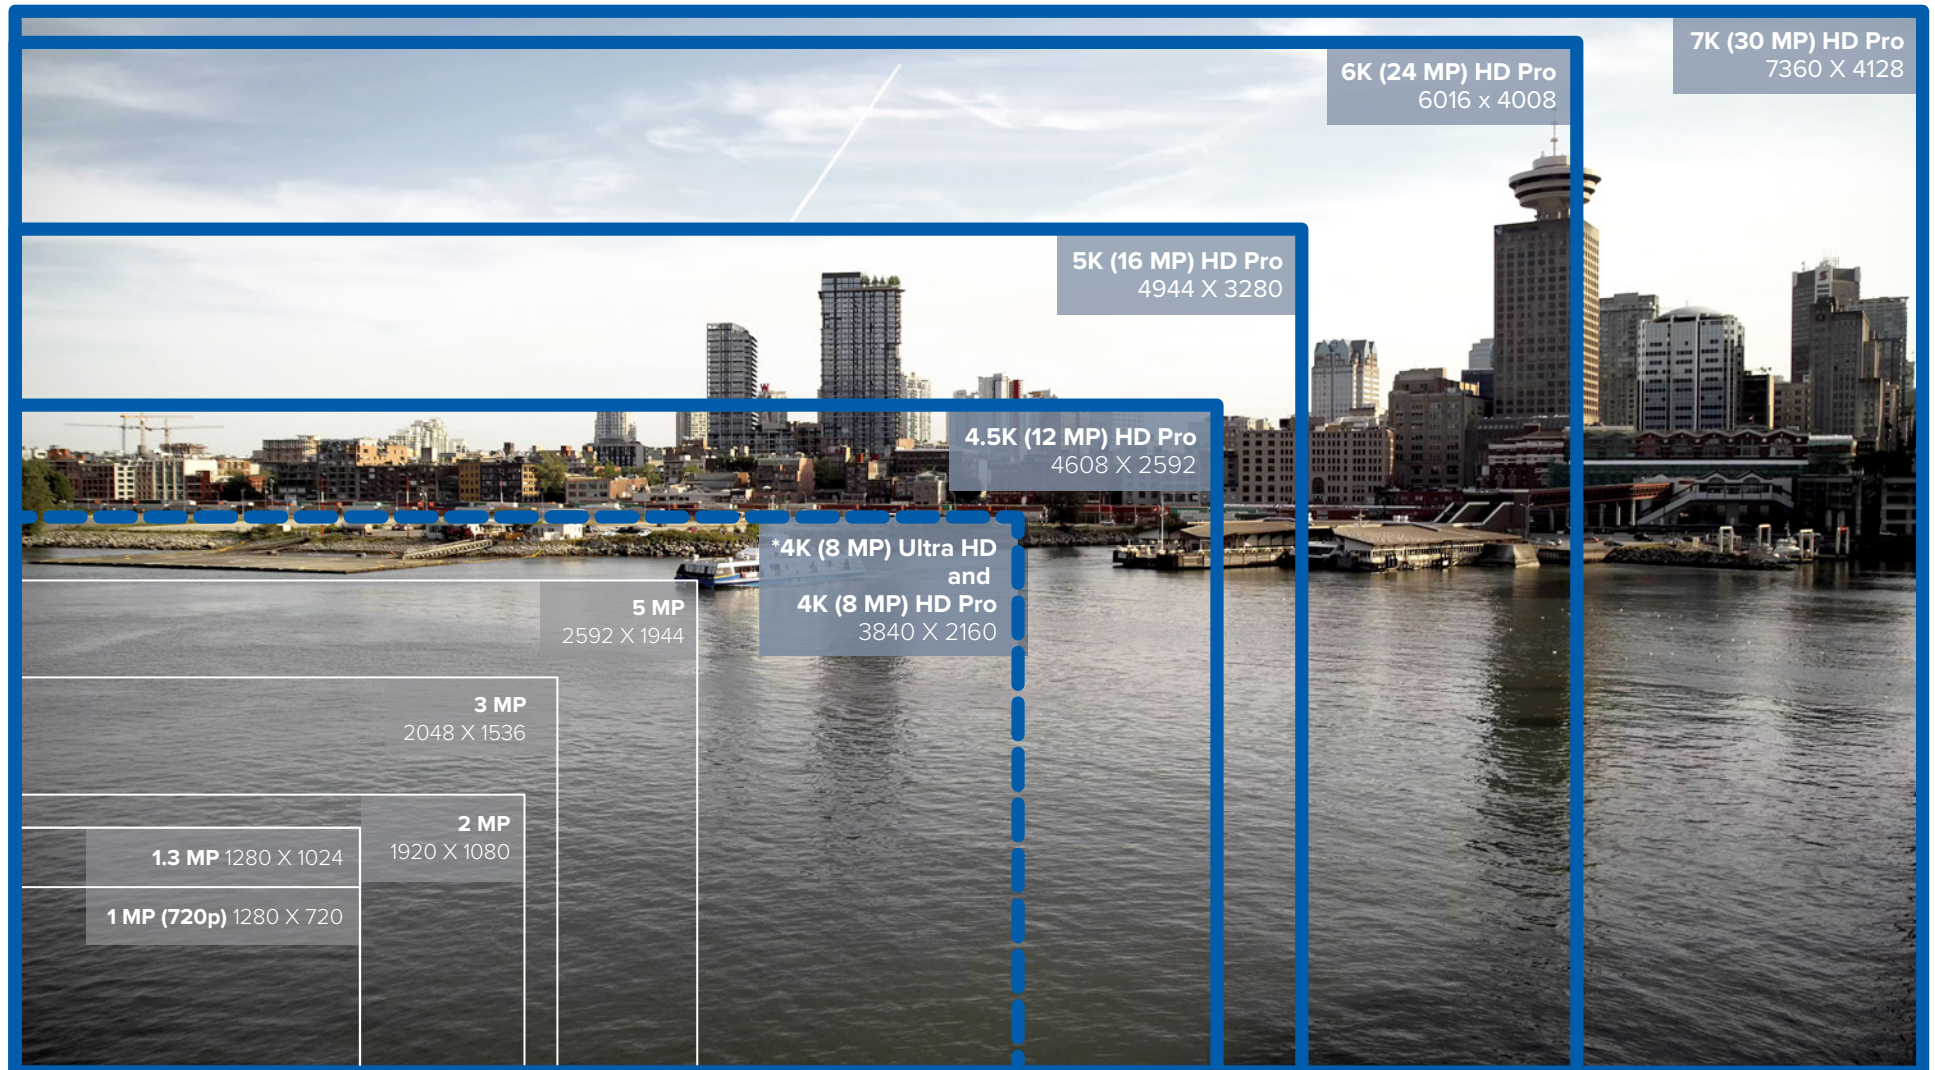 7K (30 MP) HD Pro
7360 X 4128
6K (24 MP) HD Pro
6016 x 4008
5K (16 MP) HD Pro
4944 X 3280
4.5K (12 MP) HD Pro
4608 X 2592
*4K (8 MP) Ultra HD
and
4K (8 MP) HD Pro
3840 X 2160
5 MP
2592 X 1944
3 MP
2048 X 1536
2 MP
1920 X 1080
1.3 MP 1280 X 1024
1 MP (720p) 1280 X 720
W
S